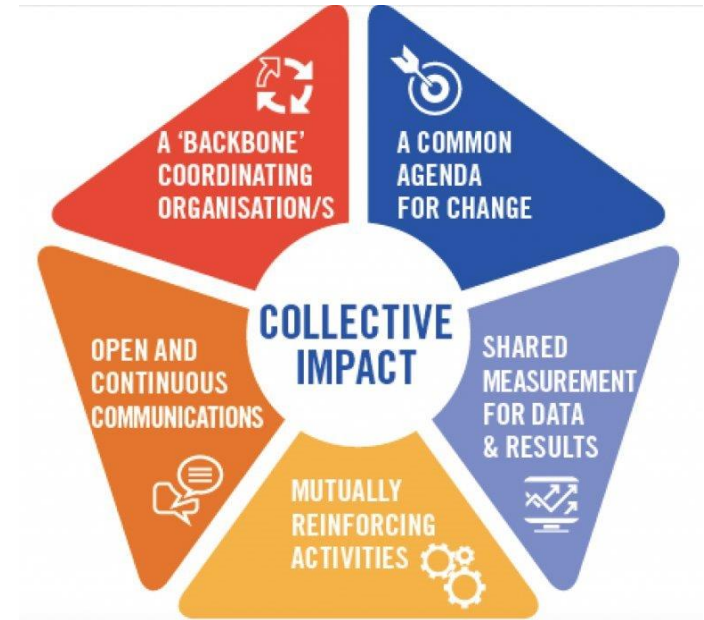 A 'BACKBONE'
COORDINATING
ORGANISATION/S
A COMMON
AGENDA
FOR CHANGE
COLLECTIVE
IMPACT
OPEN AND
CONTINUOUS
COMMUNICATIONS
SHARED
MEASUREMENT
FOR DATA
& RESULTS
MUTUALLY
REINFORCING
ACTIVITIES